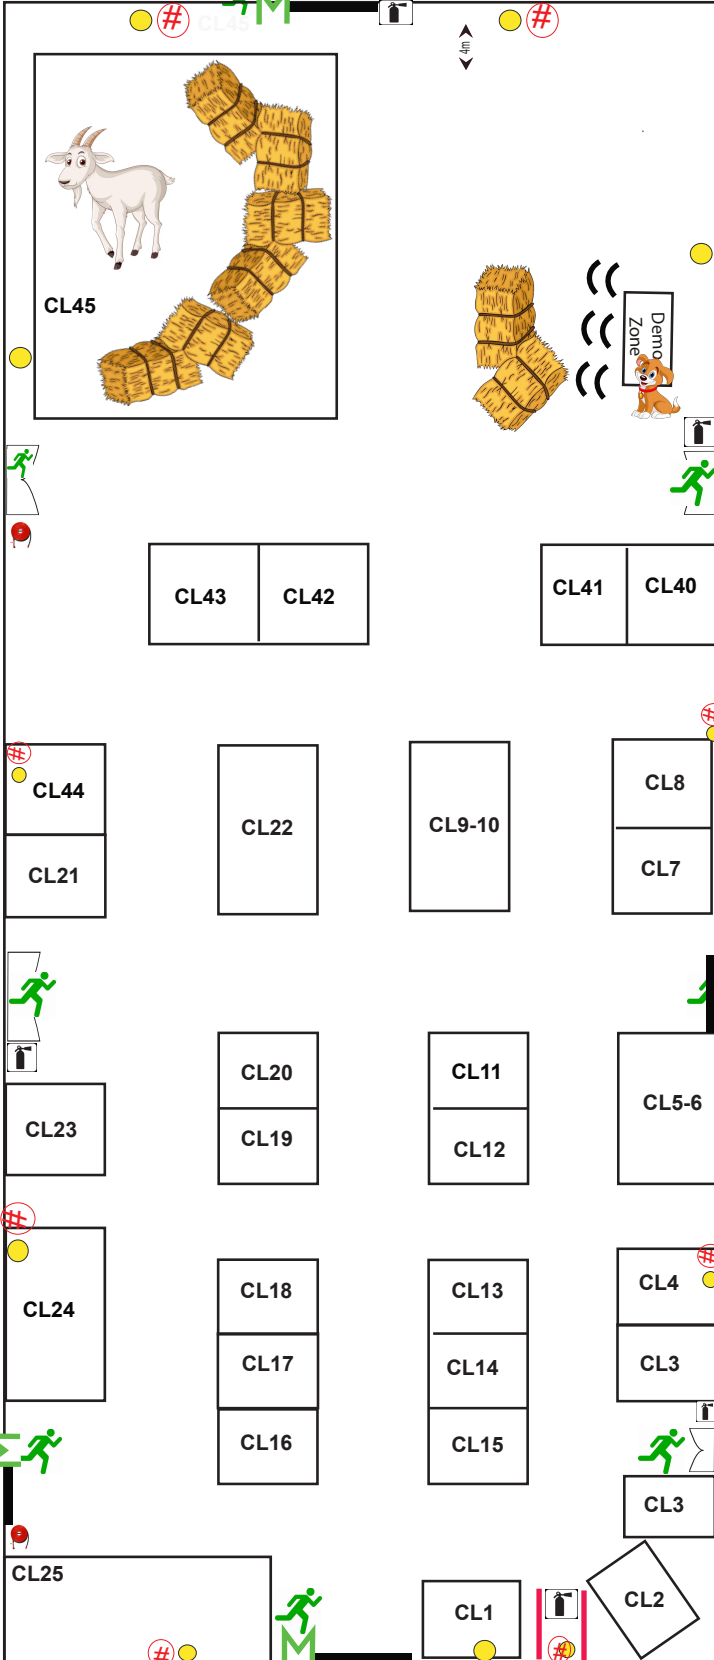 # CL45 M #
4m
CL45
Demo
Zone
CL43 CL42 CL41 CL40
#
#
CL44 CL22 CL9-10 CL8
CL21 CL7
CL20 CL11 CL5-6
CL23 CL19 CL12
#
#
CL24 CL18 CL13 CL4
CL17 CL14 CL3
CL16 CL15
CL3
CL25
CL1 CL2
# M #